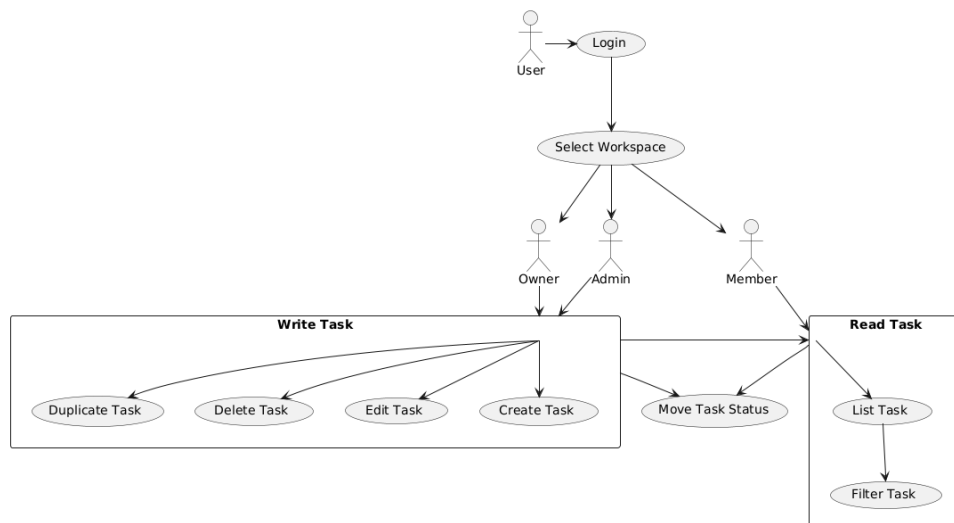 User
Login
Select Workspace
Owner
Admin
Member
Write Task
Read Task
Duplicate Task
Delete Task
Edit Task
Create Task
Move Task Status
List Task
Filter Task